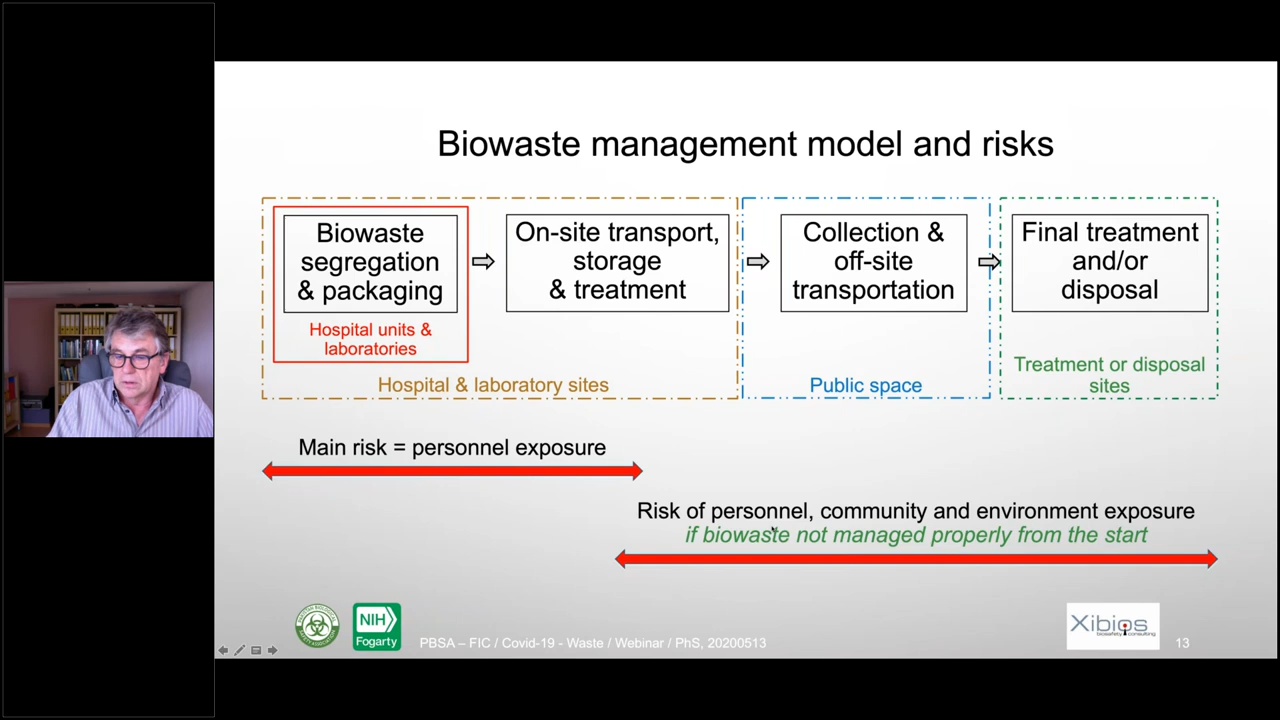 Biowaste management model and risks
Biowaste
segregation
& packaging
Hospital units &
laboratories
On-site transport,
storage
& treatment
Hospital & laboratory sites
Collection &
off-site
transportation
Public space
Final treatment
and/or
disposal
Treatment or disposal
sites
Main risk = personnel exposure
Risk of personnel, community and environment exposure
if biowaste not managed properly from the start
NIH
Fogarty
PBSA – FIC / Covid-19 - Waste / Webinar / PhS, 20200513
Xibios
biosafety consulting
13